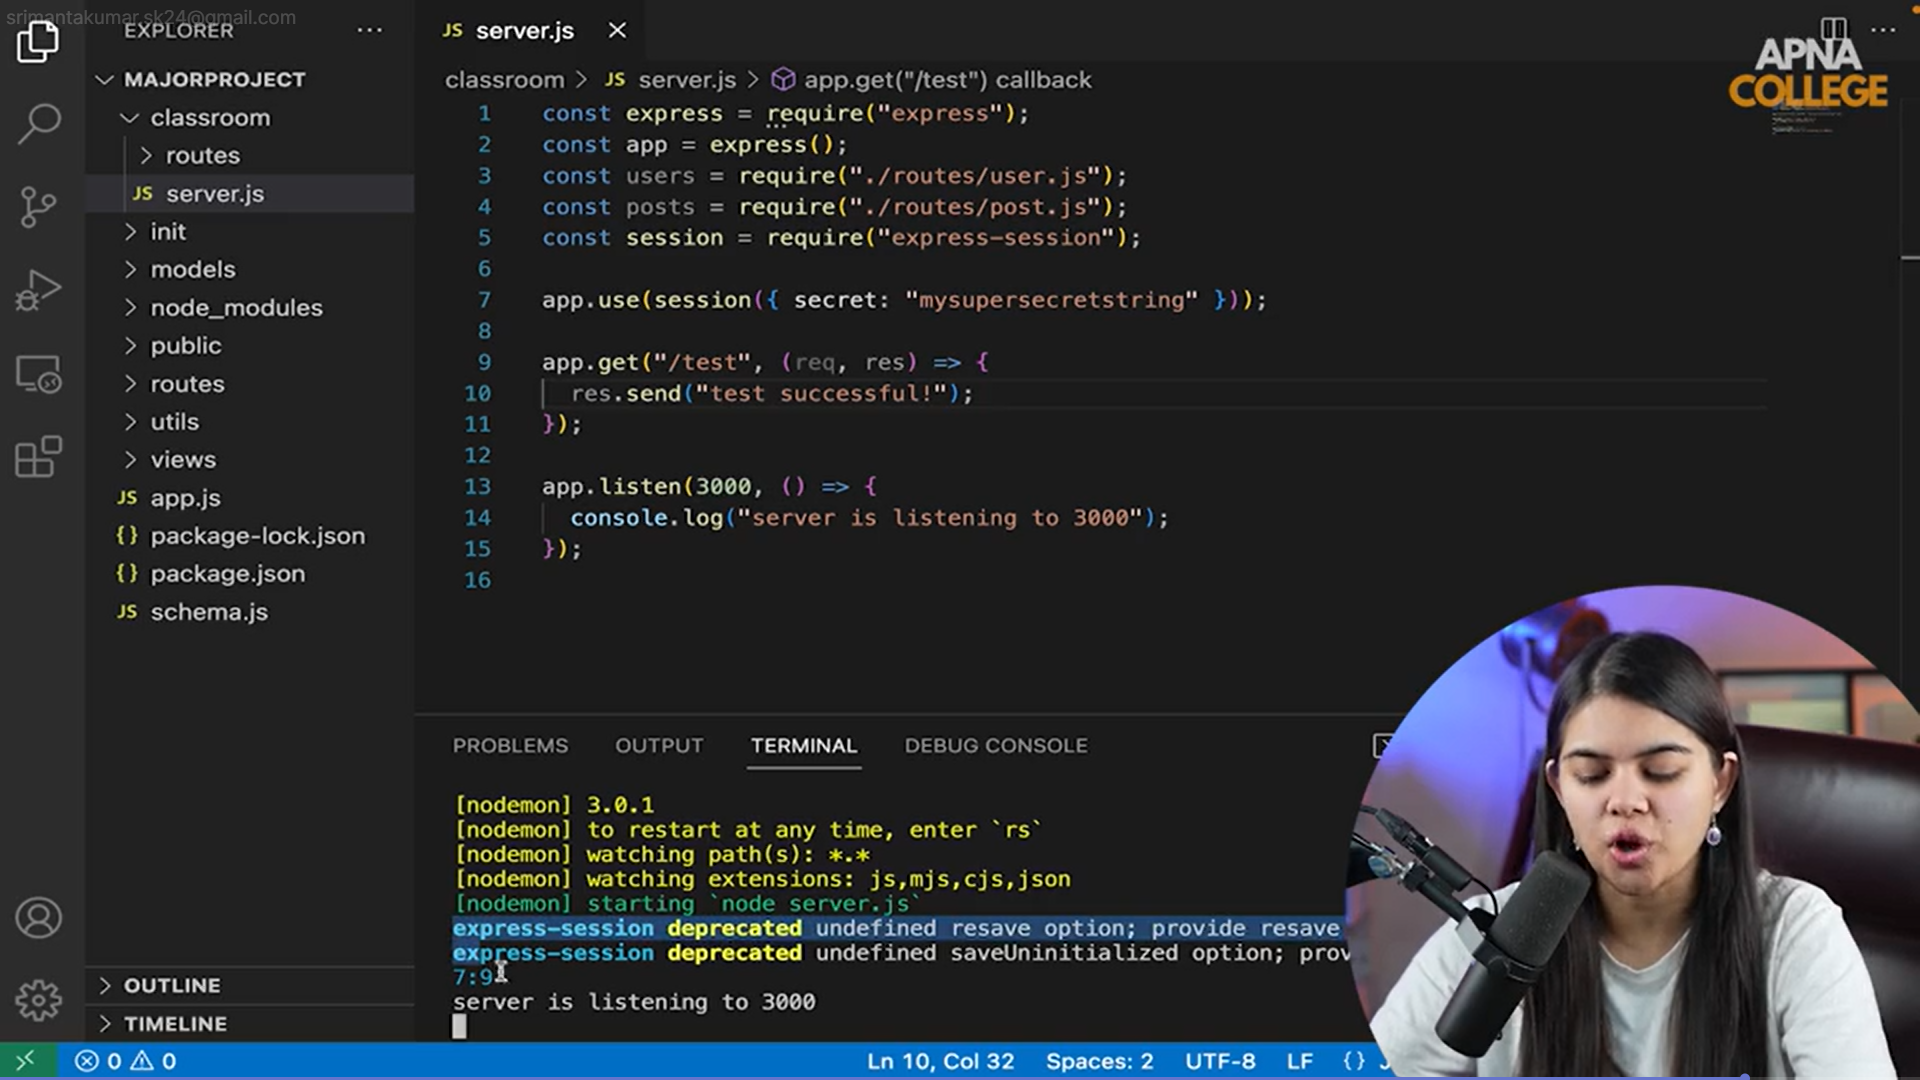 srimantakumar.sk24@gmail.com
EXPLORER
JS server.js
APNA
COLLEGE
MAJORPROJECT
classroom
routes
JS server.js
init
models
node_modules
public
routes
utils
views
JS app.js
{} package-lock.json
{} package.json
JS schema.js
OUTLINE
TIMELINE
classroom > JS server.js > app.get("/test") callback
1 const express = require("express");
2 const app = express();
3 const users = require("./routes/user.js");
4 const posts = require("./routes/post.js");
5 const session = require("express-session");
6
7 app.use(session({ secret: "mysupersecretstring" }));
8
9 app.get("/test", (req, res) => {
10 res.send("test successful!");
11 });
12
13 app.listen(3000, () => {
14 console.log("server is listening to 3000");
15 });
16
PROBLEMS OUTPUT TERMINAL DEBUG CONSOLE
[nodemon] 3.0.1
[nodemon] to restart at any time, enter `rs`
[nodemon] watching path(s): *.*
[nodemon] watching extensions: js,mjs,cjs,json
[nodemon] starting `node server.js`
express-session deprecated undefined resave option; provide resave
express-session deprecated undefined saveUninitialized option; prov
7:9
server is listening to 3000
0 0 Ln 10, Col 32 Spaces: 2 UTF-8 LF {}